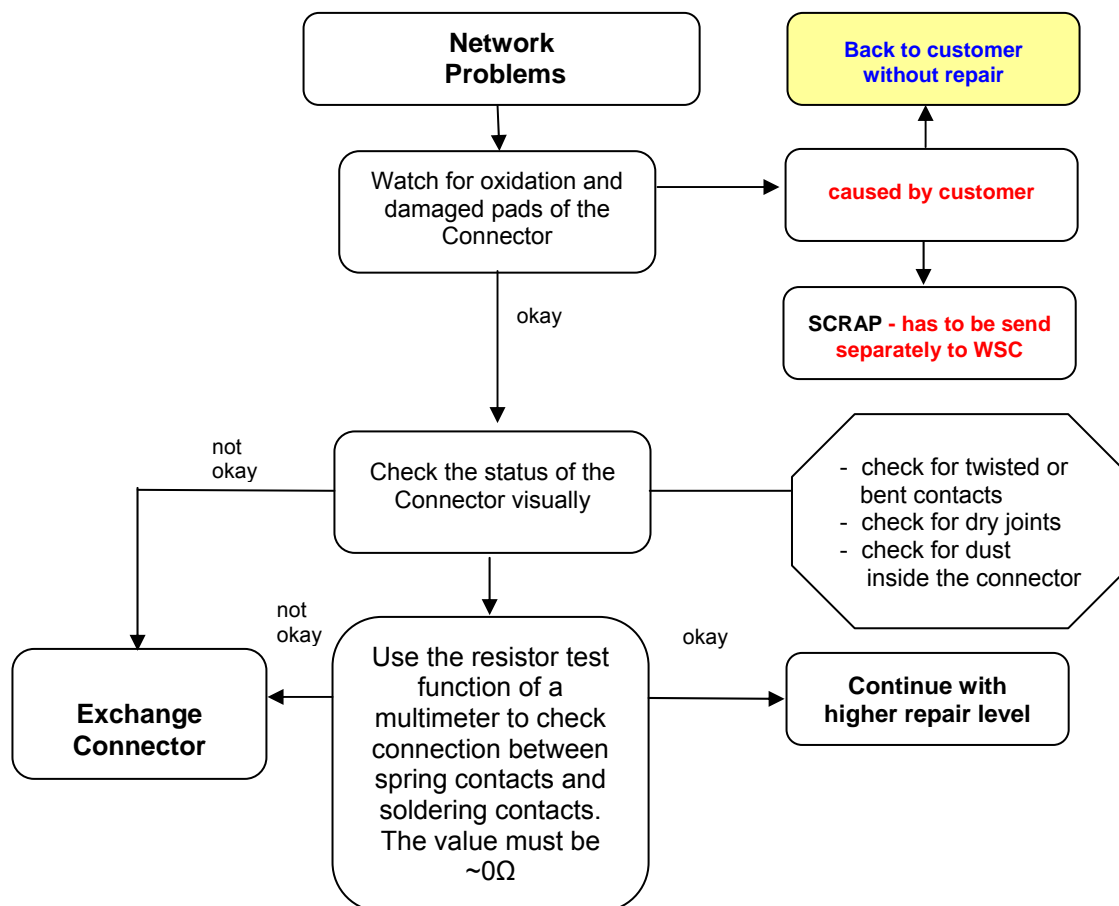 Network
Problems
Back to customer
without repair
Watch for oxidation and
damaged pads of the
Connector
caused by customer
okay
SCRAP - has to be send
separately to WSC
not
okay
Check the status of the
Connector visually
- check for twisted or
bent contacts
- check for dry joints
- check for dust
inside the connector
not
okay
okay
Use the resistor test
function of a
multimeter to check
connection between
spring contacts and
soldering contacts.
The value must be
~0Ω
Exchange
Connector
Continue with
higher repair level